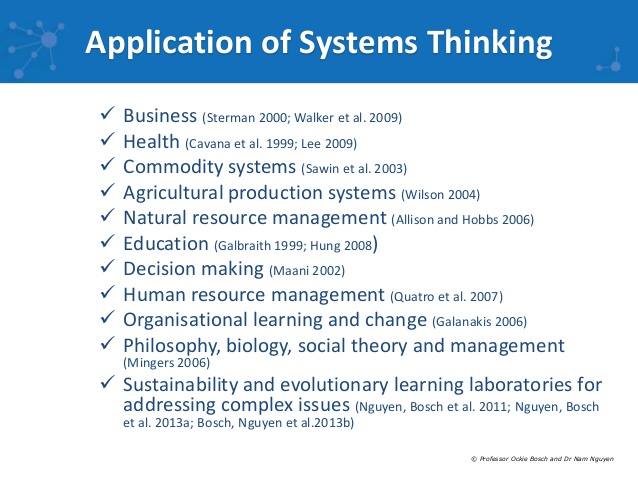 Application of Systems Thinking
✓ Business (Sterman 2000; Walker et al. 2009)
✓ Health (Cavana et al. 1999; Lee 2009)
✓ Commodity systems (Sawin et al. 2003)
✓ Agricultural production systems (Wilson 2004)
✓ Natural resource management (Allison and Hobbs 2006)
✓ Education (Galbraith 1999; Hung 2008)
✓ Decision making (Maani 2002)
✓ Human resource management (Quatro et al. 2007)
✓ Organisational learning and change (Galanakis 2006)
✓ Philosophy, biology, social theory and management
(Mingers 2006)
✓ Sustainability and evolutionary learning laboratories for
addressing complex issues (Nguyen, Bosch et al. 2011; Nguyen, Bosch
et al. 2013a; Bosch, Nguyen et al.2013b)
© Professor Ockie Bosch and Dr Nam Nguyen